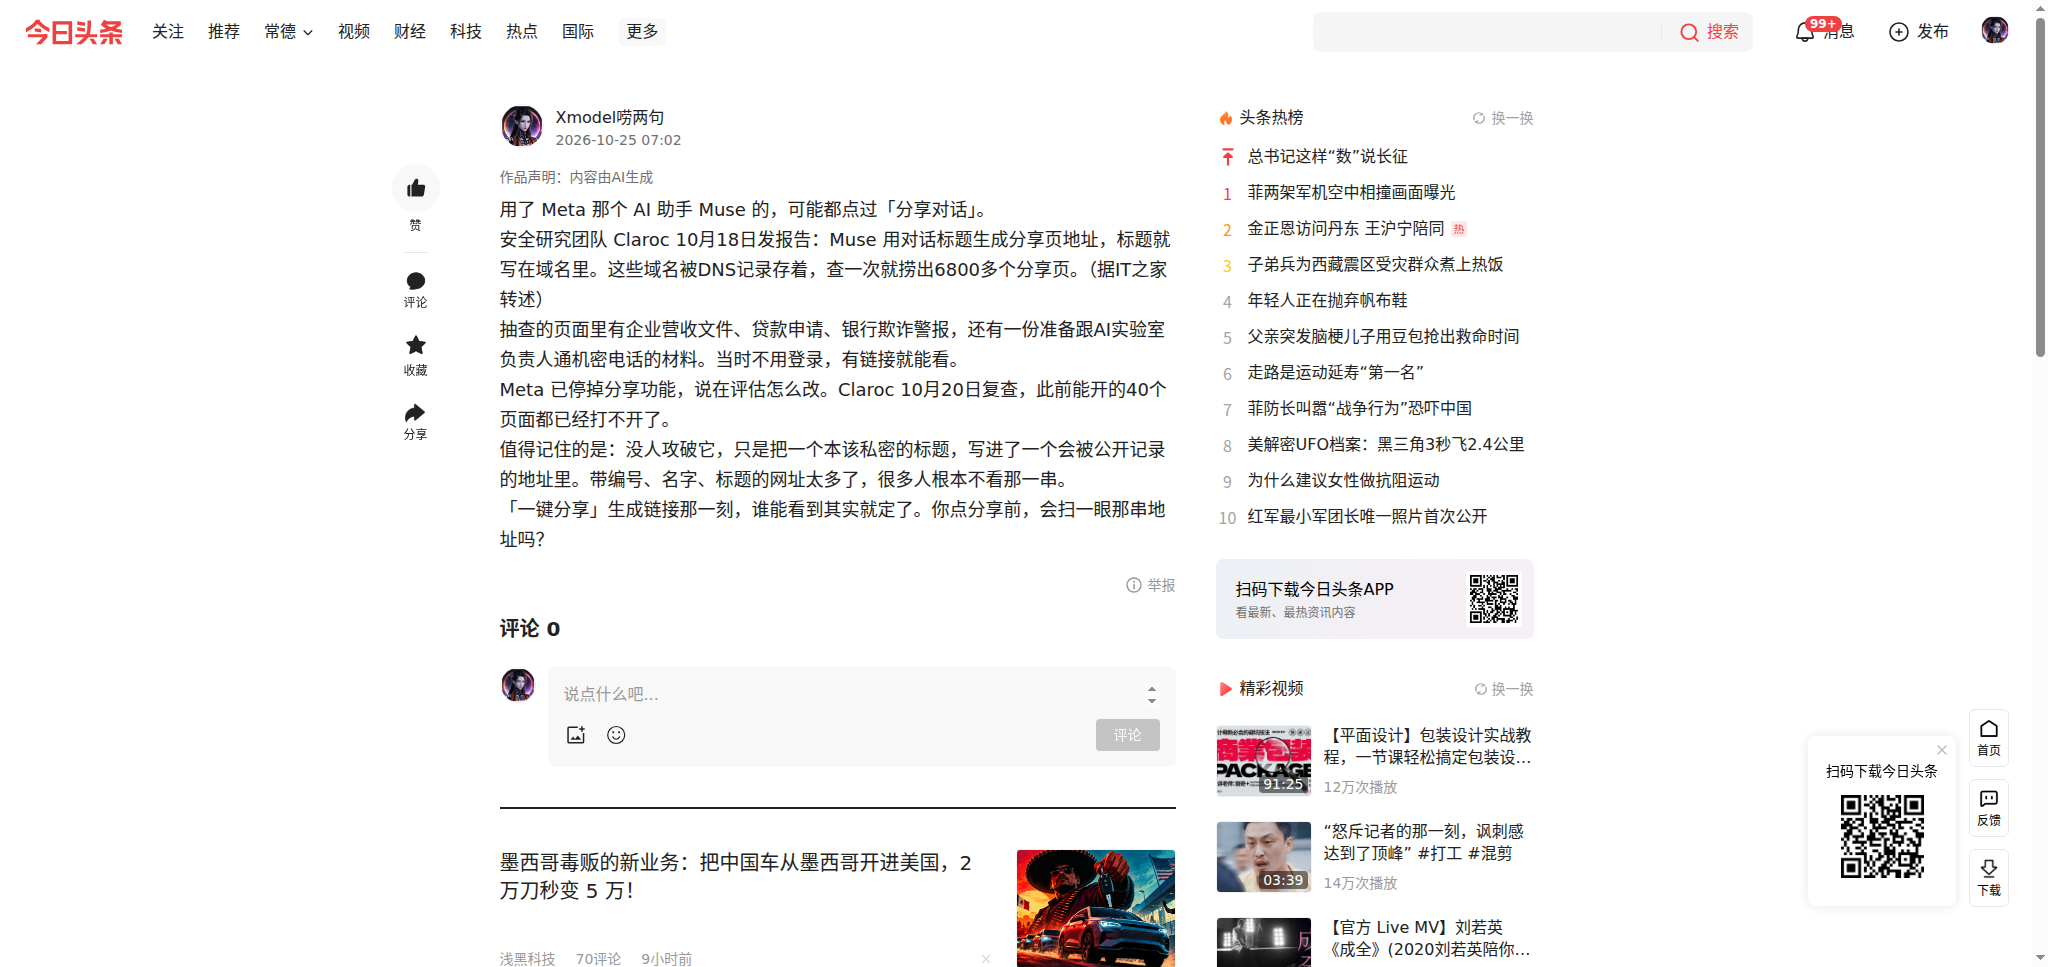 今日头条
关注 推荐 常德 视频 财经 科技 热点 国际 更多
搜索
99+
消息
发布
Xmodel唠两句
2026-10-25 07:02
作品声明：内容由AI生成
用了 Meta 那个 AI 助手 Muse 的，可能都点过「分享对话」。
安全研究团队 Claroc 10月18日发报告：Muse 用对话标题生成分享页地址，标题就
写在域名里。这些域名被DNS记录存着，查一次就捞出6800多个分享页。（据IT之家
转述）
抽查的页面里有企业营收文件、贷款申请、银行欺诈警报，还有一份准备跟AI实验室
负责人通机密电话的材料。当时不用登录，有链接就能看。
Meta 已停掉分享功能，说在评估怎么改。Claroc 10月20日复查，此前能开的40个
页面都已经打不开了。
值得记住的是：没人攻破它，只是把一个本该私密的标题，写进了一个会被公开记录
的地址里。带编号、名字、标题的网址太多了，很多人根本不看那一串。
「一键分享」生成链接那一刻，谁能看到其实就定了。你点分享前，会扫一眼那串地
址吗？
赞
评论
收藏
分享
举报
评论 0
说点什么吧...
评论
墨西哥毒贩的新业务：把中国车从墨西哥开进美国，2
万刀秒变 5 万！
浅黑科技 70评论 9小时前
头条热榜
换一换
总书记这样“数”说长征
1 菲两架军机空中相撞画面曝光
2 金正恩访问丹东 王沪宁陪同 热
3 子弟兵为西藏震区受灾群众煮上热饭
4 年轻人正在抛弃帆布鞋
5 父亲突发脑梗儿子用豆包抢出救命时间
6 走路是运动延寿“第一名”
7 菲防长叫嚣“战争行为”恐吓中国
8 美解密UFO档案：黑三角3秒飞2.4公里
9 为什么建议女性做抗阻运动
10 红军最小军团长唯一照片首次公开
扫码下载今日头条APP
看最新、最热资讯内容
精彩视频
换一换
商業包装
PACKAGE
91:25
【平面设计】包装设计实战教
程，一节课轻松搞定包装设...
12万次播放
03:39
“怒斥记者的那一刻，讽刺感
达到了顶峰” #打工 #混剪
14万次播放
【官方 Live MV】刘若英
《成全》(2020刘若英陪你...
扫码下载今日头条
首页
反馈
下载